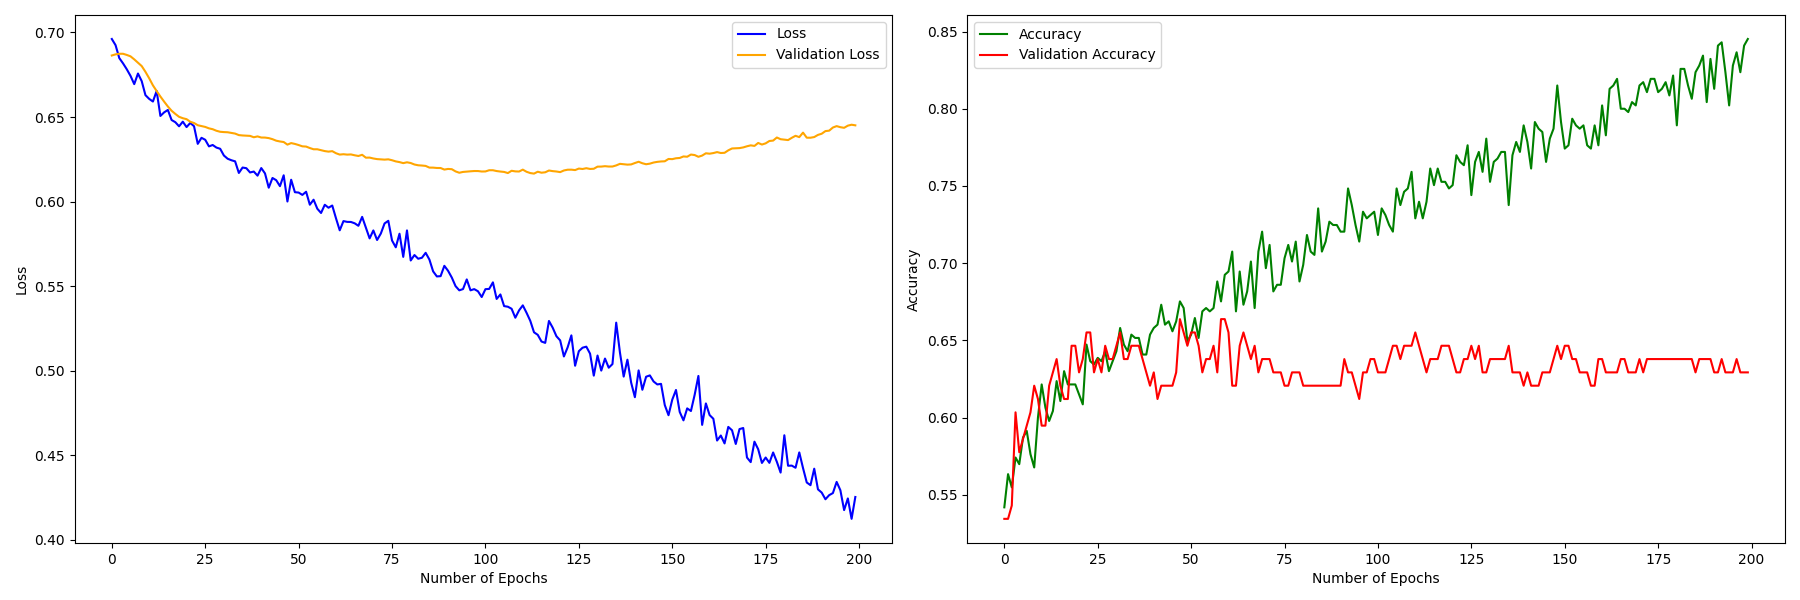 0.70
0.65
0.60
0.55
0.50
0.45
0.40
Loss
Loss
Validation Loss
0 25 50 75 100 125 150 175 200
Number of Epochs
0.85
0.80
0.75
0.70
0.65
0.60
0.55
Accuracy
Accuracy
Validation Accuracy
0 25 50 75 100 125 150 175 200
Number of Epochs